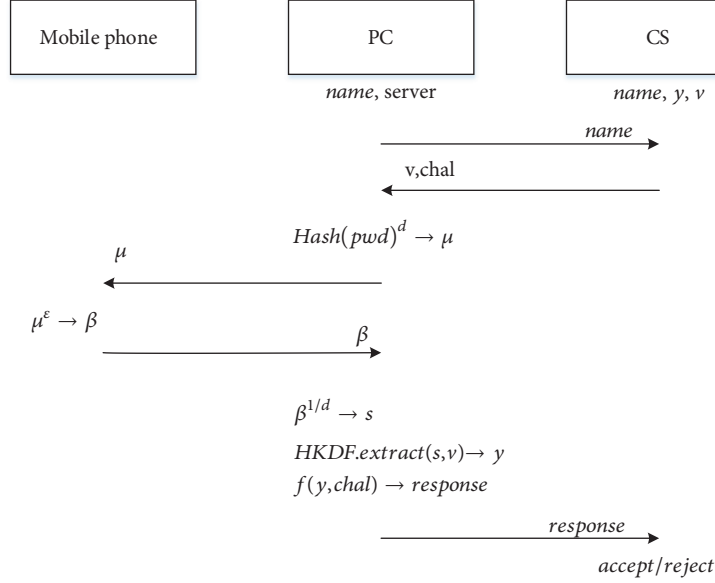 Mobile phone PC CS
name, server name, y, v
name
v,chal
Hash(pwd)^d → μ
μ
μ^ε → β
β
β^{1/d} → s
HKDF.extract(s,v)→ y
f(y,chal) → response
response
accept/reject